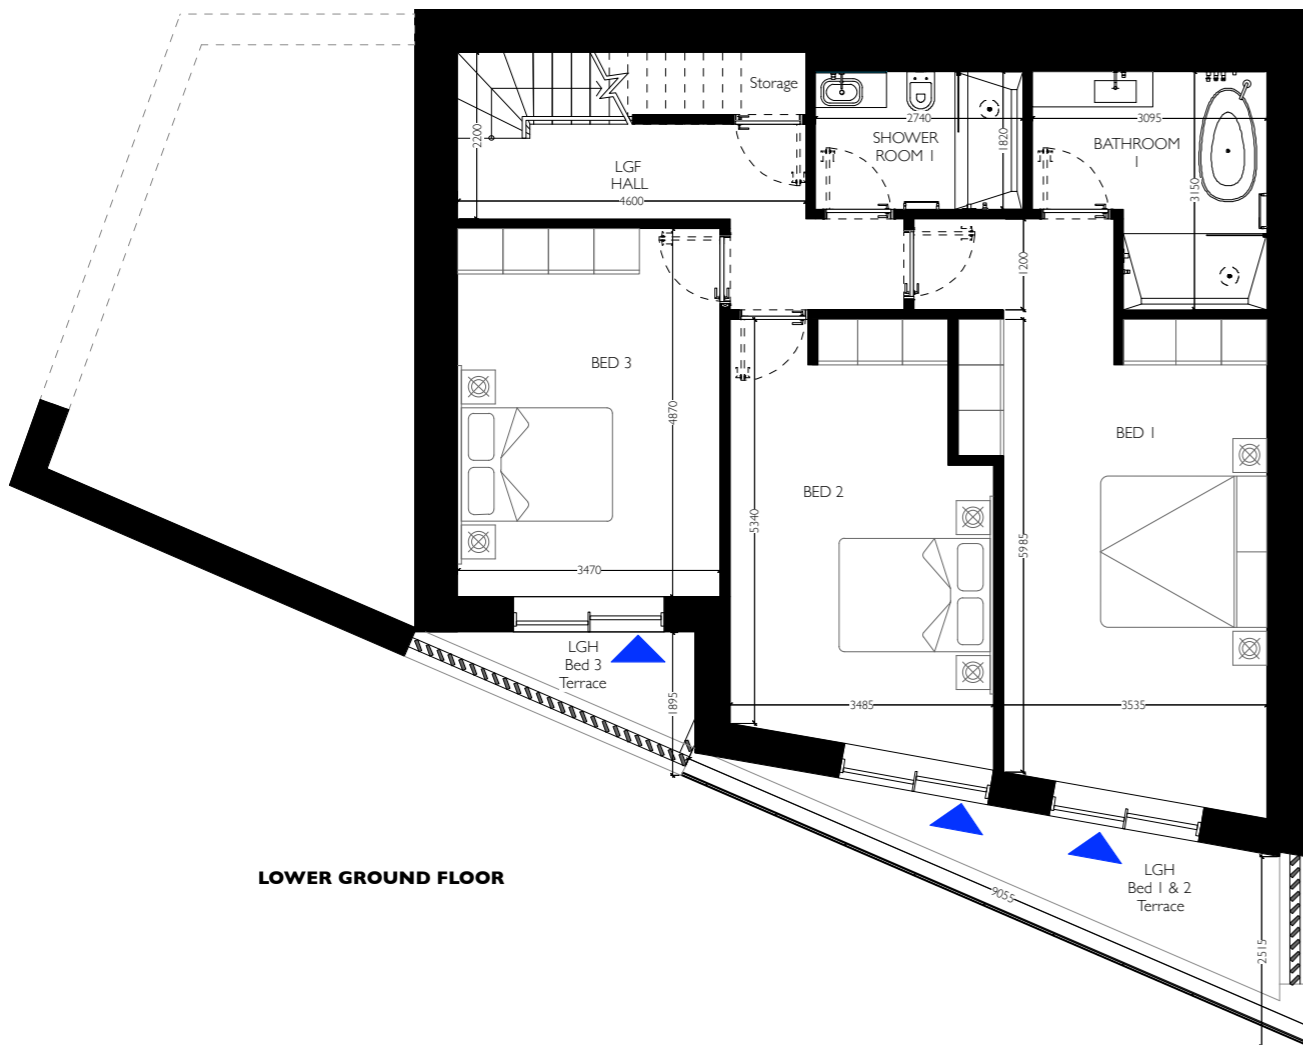 Storage
2740
3095
SHOWER
ROOM 1
1820
BATHROOM
1
2200
LGF
HALL
4600
3150
1200
BED 3
4870
BED 1
BED 2
5340
5985
3470
LGH
Bed 3
Terrace
1895
3485
3535
LOWER GROUND FLOOR
9055
LGH
Bed 1 & 2
Terrace
2515